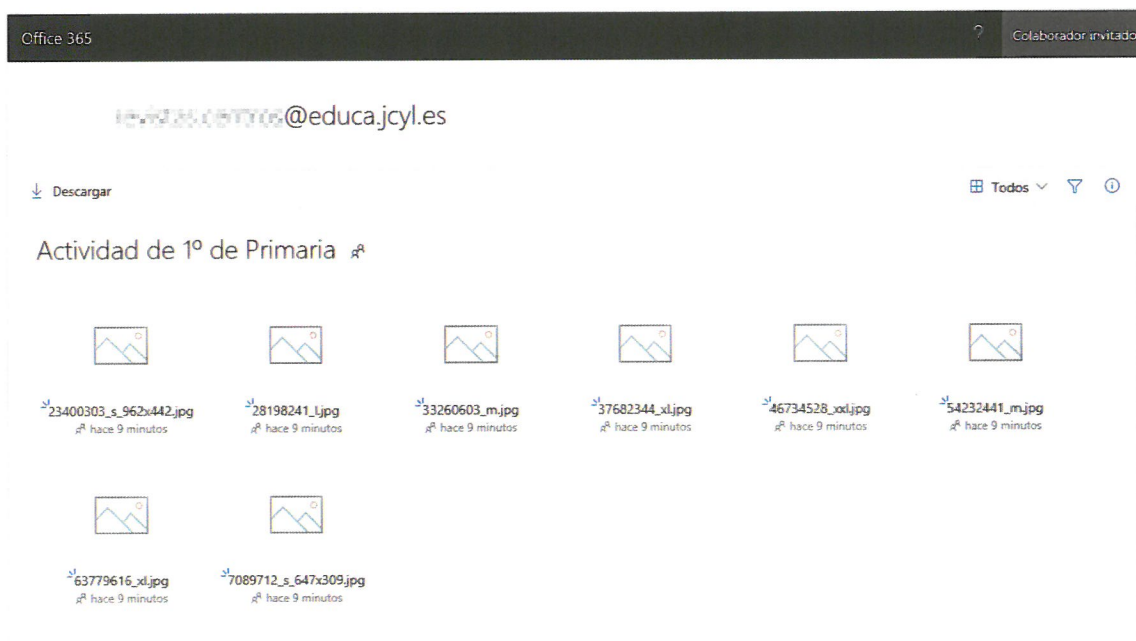 Office 365
? Colaborador invitado
@educa.jcyl.es
Descargar
Todos
Actividad de 1º de Primaria
23400303_s_962x442.jpg
hace 9 minutos
28198241_l.jpg
hace 9 minutos
33260603_m.jpg
hace 9 minutos
37682344_xl.jpg
hace 9 minutos
46734528_xxl.jpg
hace 9 minutos
54232441_m.jpg
hace 9 minutos
63779616_xl.jpg
hace 9 minutos
7089712_s_647x309.jpg
hace 9 minutos